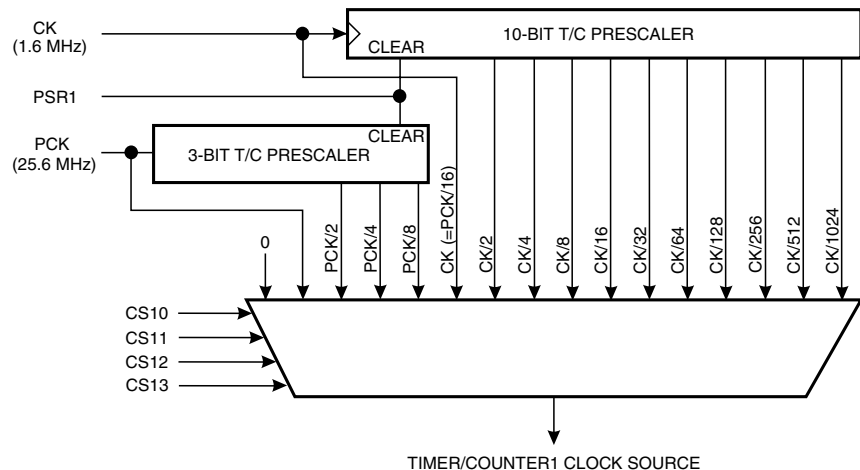 CK
(1.6 MHz)
10-BIT T/C PRESCALER
CLEAR
PSR1
PCK
(25.6 MHz)
CLEAR
3-BIT T/C PRESCALER
0
PCK/2
PCK/4
PCK/8
CK (=PCK/16)
CK/2
CK/4
CK/8
CK/16
CK/32
CK/64
CK/128
CK/256
CK/512
CK/1024
CS10
CS11
CS12
CS13
TIMER/COUNTER1 CLOCK SOURCE